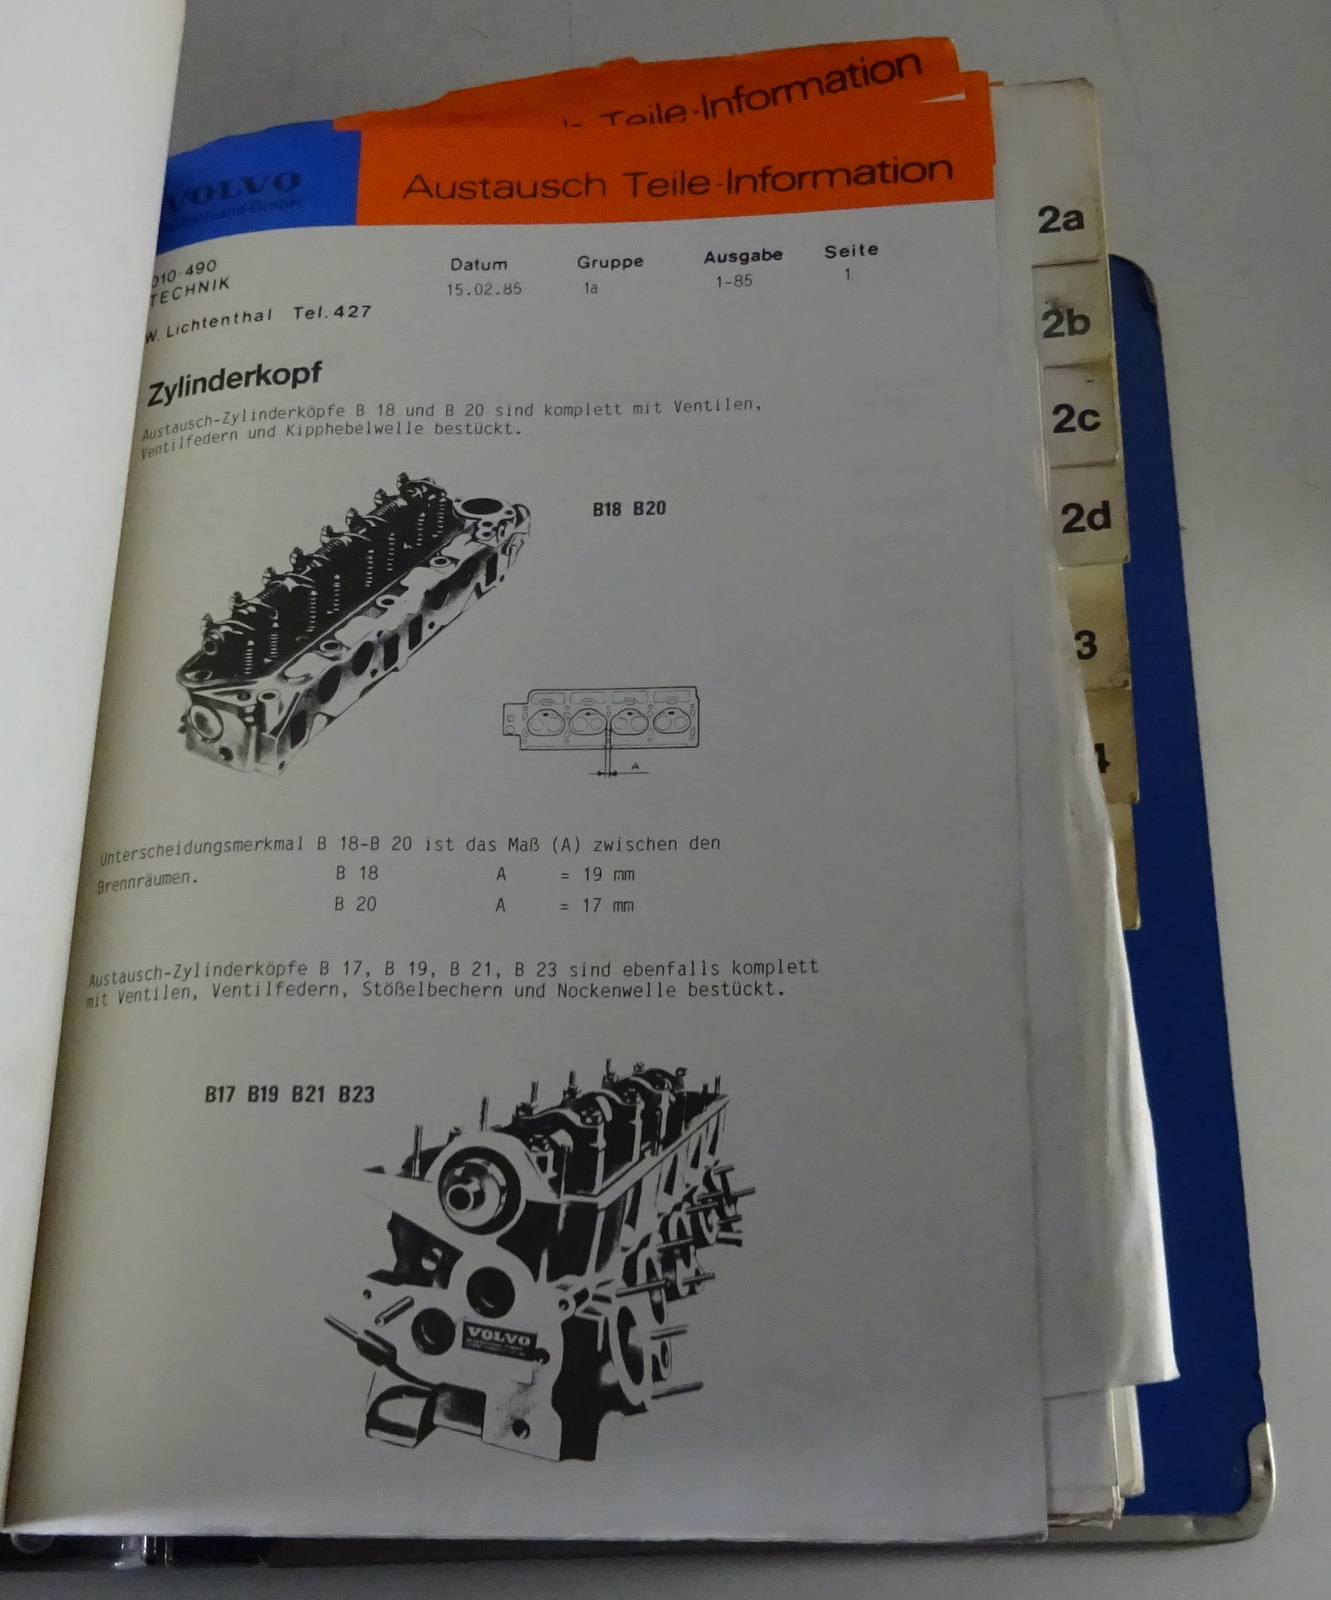 Teile-Information
VOLVO
Austausch Teile-Information
010-490
TECHNIK
W. Lichtenthal Tel. 427
Datum Gruppe Ausgabe Seite
15.02.85 1a 1-85 1
Zylinderkopf
Austausch-Zylinderköpfe B 18 und B 20 sind komplett mit Ventilen,
Ventilfedern und Kipphebelwelle bestückt.
B18 B20
A
Unterscheidungsmerkmal B 18-B 20 ist das Maß (A) zwischen den
Brennräumen.
B 18 A = 19 mm
B 20 A = 17 mm
Austausch-Zylinderköpfe B 17, B 19, B 21, B 23 sind ebenfalls komplett
mit Ventilen, Ventilfedern, Stößelbechern und Nockenwelle bestückt.
B17 B19 B21 B23
VOLVO
2a
2b
2c
2d
3
4